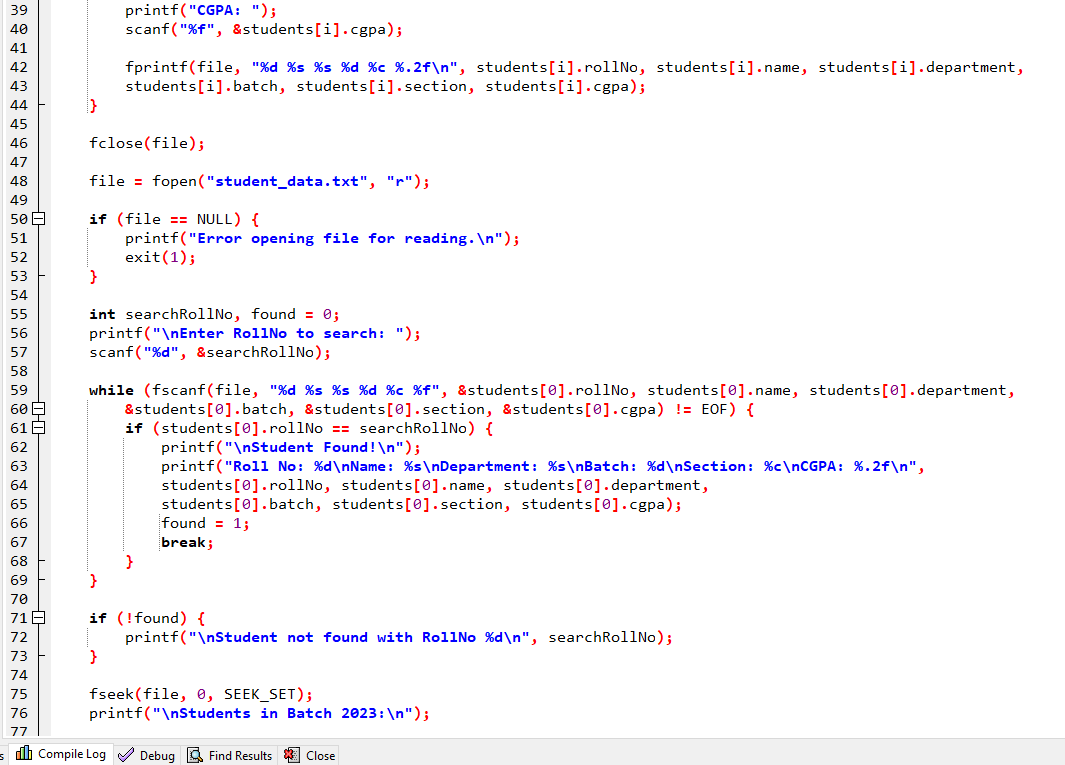 39 printf("CGPA: ");
40 scanf("%f", &students[i].cgpa);
41
42 fprintf(file, "%d %s %s %d %c %.2f\n", students[i].rollNo, students[i].name, students[i].department,
43 students[i].batch, students[i].section, students[i].cgpa);
44 }
45
46 fclose(file);
47
48 file = fopen("student_data.txt", "r");
49
50 if (file == NULL) {
51 printf("Error opening file for reading.\n");
52 exit(1);
53 }
54
55 int searchRollNo, found = 0;
56 printf("\nEnter RollNo to search: ");
57 scanf("%d", &searchRollNo);
58
59 while (fscanf(file, "%d %s %s %d %c %f", &students[0].rollNo, students[0].name, students[0].department,
60 &students[0].batch, &students[0].section, &students[0].cgpa) != EOF) {
61 if (students[0].rollNo == searchRollNo) {
62 printf("\nStudent Found!\n");
63 printf("Roll No: %d\nName: %s\nDepartment: %s\nBatch: %d\nSection: %c\nCGPA: %.2f\n",
64 students[0].rollNo, students[0].name, students[0].department,
65 students[0].batch, students[0].section, students[0].cgpa);
66 found = 1;
67 break;
68 }
69 }
70
71 if (!found) {
72 printf("\nStudent not found with RollNo %d\n", searchRollNo);
73 }
74
75 fseek(file, 0, SEEK_SET);
76 printf("\nStudents in Batch 2023:\n");
77
s Compile Log Debug Find Results Close